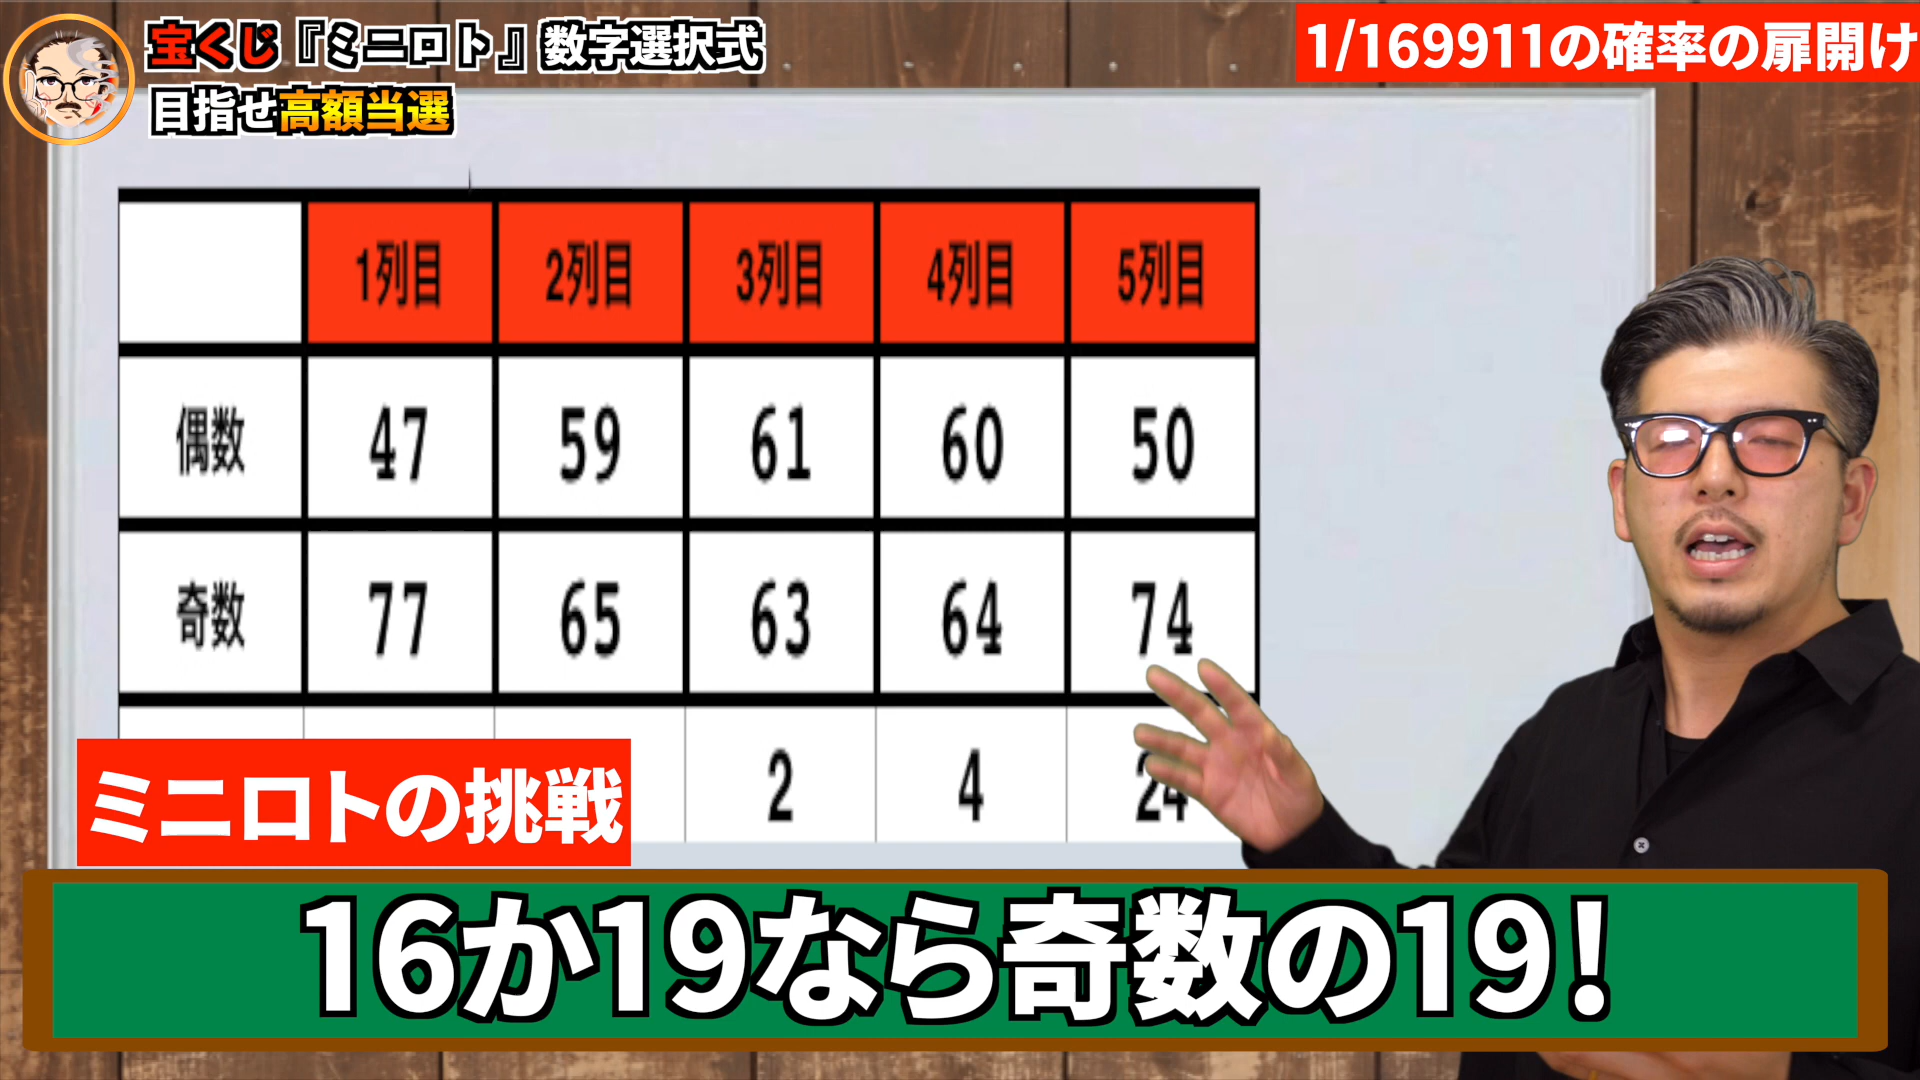 宝くじ『ミニロト』数字選択式
目指せ高額当選
1/169911の確率の扉開け
1列目 2列目 3列目 4列目 5列目
偶数 47 59 61 60 50
奇数 77 65 63 64 74
2 4 24
ミニロトの挑戦
16か19なら奇数の19!